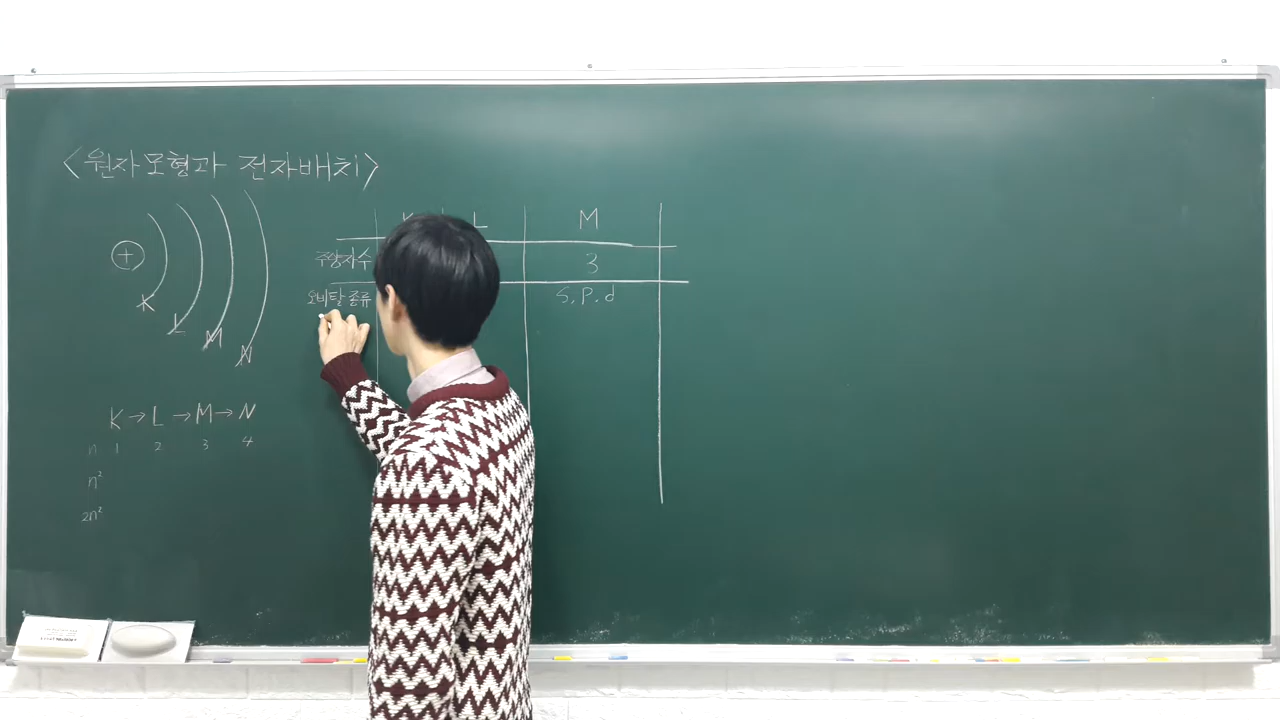 <원자모형과 전자배치>
+
K
L
M
N
L M
주양자수 3
오비탈 종류 s, p, d
K → L → M → N
n 1 2 3 4
n²
2n²